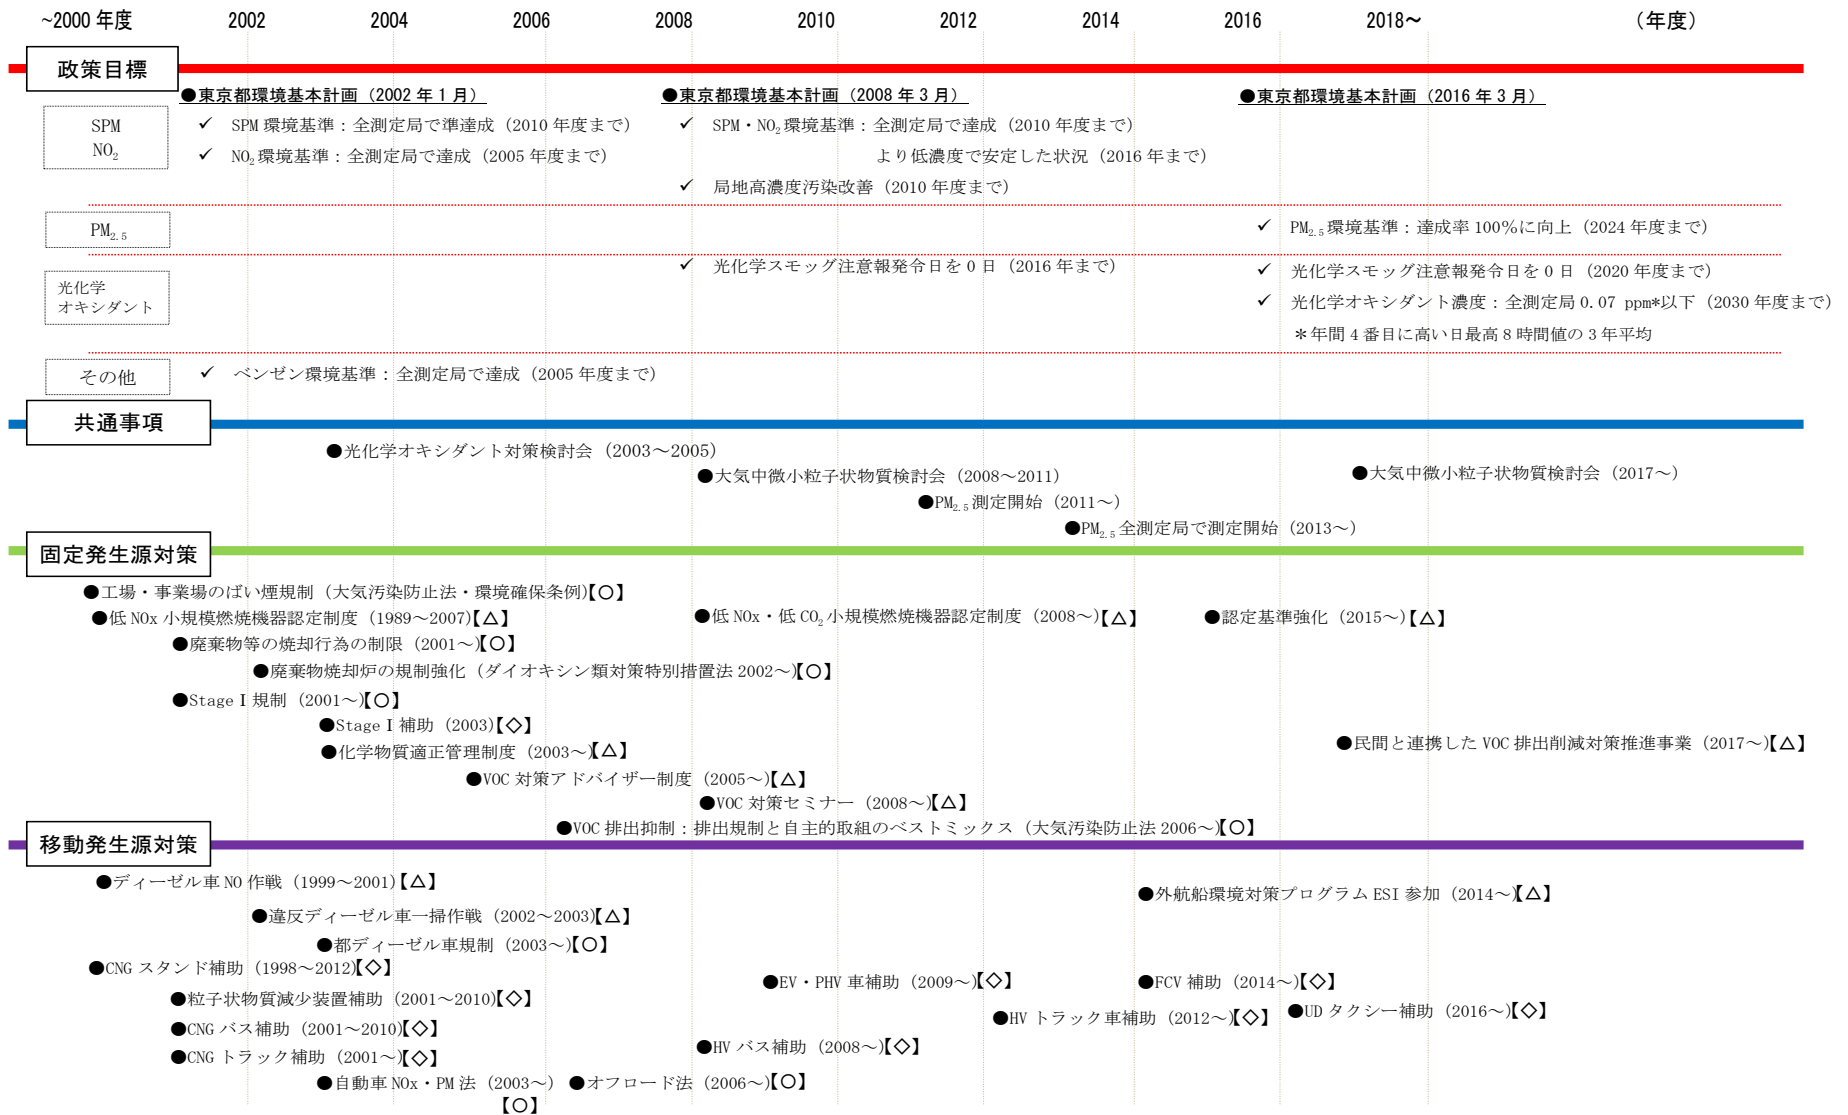 ~2000 年度 2002 2004 2006 2008 2010 2012 2014 2016 2018～ （年度）
政策目標
●東京都環境基本計画（2002 年 1 月） ●東京都環境基本計画（2008 年 3 月） ●東京都環境基本計画（2016 年 3 月）
SPM
NO₂
✓ SPM 環境基準：全測定局で準達成（2010 年度まで） ✓ SPM・NO₂環境基準：全測定局で達成（2010 年度まで）
✓ NO₂環境基準：全測定局で達成（2005 年度まで） より低濃度で安定した状況（2016 年まで）
✓ 局地高濃度汚染改善（2010 年度まで）
PM₂.₅ ✓ PM₂.₅環境基準：達成率 100％に向上（2024 年度まで）
光化学
オキシダント
✓ 光化学スモッグ注意報発令日を 0 日（2016 年まで） ✓ 光化学スモッグ注意報発令日を 0 日（2020 年度まで）
✓ 光化学オキシダント濃度：全測定局 0.07 ppm*以下（2030 年度まで）
＊年間 4 番目に高い日最高 8 時間値の 3 年平均
その他 ✓ ベンゼン環境基準：全測定局で達成（2005 年度まで）
共通事項
●光化学オキシダント対策検討会（2003～2005）
●大気中微小粒子状物質検討会（2008～2011） ●大気中微小粒子状物質検討会（2017～）
●PM₂.₅測定開始（2011～）
●PM₂.₅全測定局で測定開始（2013～）
固定発生源対策
●工場・事業場のばい煙規制（大気汚染防止法・環境確保条例)【○】
●低 NOx 小規模燃焼機器認定制度（1989～2007)【△】 ●低 NOx・低 CO₂小規模燃焼機器認定制度（2008～)【△】 ●認定基準強化（2015～)【△】
●廃棄物等の焼却行為の制限（2001～)【○】
●廃棄物焼却炉の規制強化（ダイオキシン類対策特別措置法 2002～)【○】
●StageⅠ規制（2001～)【○】
●StageⅠ補助（2003)【◇】
●化学物質適正管理制度（2003～)【△】 ●民間と連携した VOC 排出削減対策推進事業（2017～)【△】
●VOC 対策アドバイザー制度（2005～)【△】
●VOC 対策セミナー（2008～)【△】
●VOC 排出抑制：排出規制と自主的取組のベストミックス（大気汚染防止法 2006～)【○】
移動発生源対策
●ディーゼル車 NO 作戦（1999～2001)【△】 ●外航船環境対策プログラム ESI 参加（2014～)【△】
●違反ディーゼル車一掃作戦（2002～2003)【△】
●都ディーゼル車規制（2003～)【○】
●CNG スタンド補助（1998～2012)【◇】 ●EV・PHV 車補助（2009～)【◇】 ●FCV 補助（2014～)【◇】
●粒子状物質減少装置補助（2001～2010)【◇】 ●HV トラック車補助（2012～)【◇】 ●UD タクシー補助（2016～)【◇】
●CNG バス補助（2001～2010)【◇】
●CNG トラック補助（2001～)【◇】 ●HV バス補助（2008～)【◇】
●自動車 NOx・PM 法（2003～） ●オフロード法（2006～)【○】
【○】